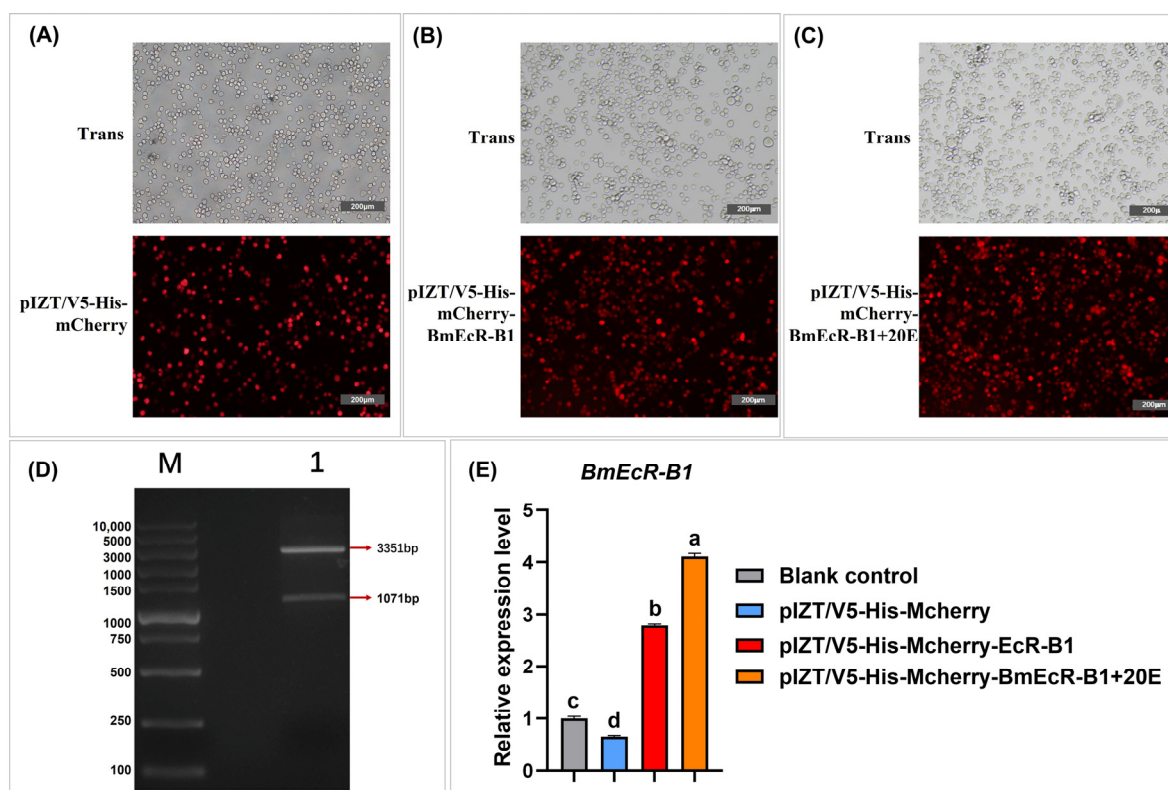 (A)
Trans
200μm
pIZT/V5-His-
mCherry
200μm
(B)
Trans
200μm
pIZT/V5-His-
mCherry-
BmEcR-B1
200μm
(C)
Trans
200μ
pIZT/V5-His-
mCherry-
BmEcR-B1+20E
200μm
(D)
M
1
10,000
5000
3000
1000
1500
1000
750
500
250
100
3351bp
1071bp
(E)
BmEcR-B1
Relative expression level
5
4
3
2
1
0
c
d
b
a
Blank control
pIZT/V5-His-Mcherry
pIZT/V5-His-Mcherry-EcR-B1
pIZT/V5-His-Mcherry-BmEcR-B1+20E